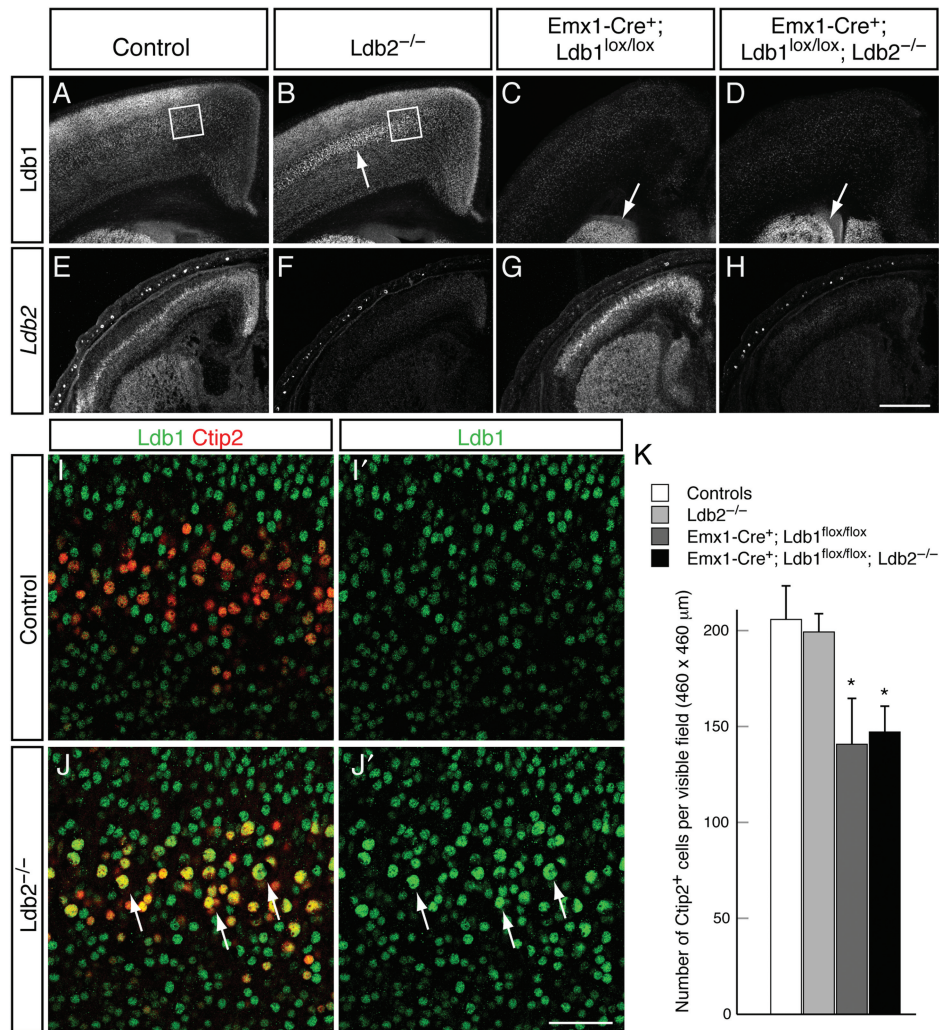 Control
Ldb2–/–
Emx1-Cre+;
Ldb1lox/lox
Emx1-Cre+;
Ldb1lox/lox; Ldb2–/–
Ldb1
A
B
C
D
Ldb2
E
F
G
H
Ldb1 Ctip2
Ldb1
Control
I
I′
Ldb2–/–
J
J′
K
Controls
Ldb2–/–
Emx1-Cre+; Ldb1flox/flox
Emx1-Cre+; Ldb1flox/flox; Ldb2–/–
Number of Ctip2+ cells per visible field (460 x 460 μm)
200
150
100
50
0
*
*